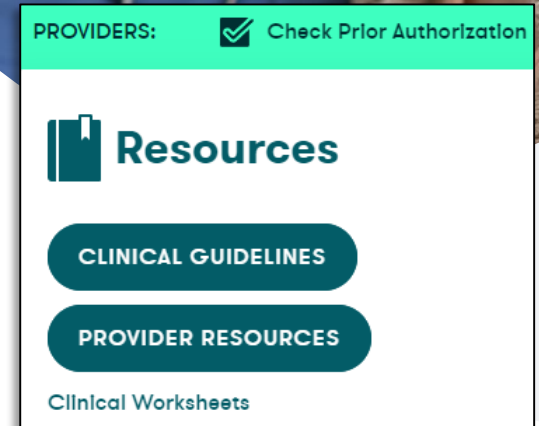 PROVIDERS: Check Prior Authorization
Resources
CLINICAL GUIDELINES
PROVIDER RESOURCES
Clinical Worksheets